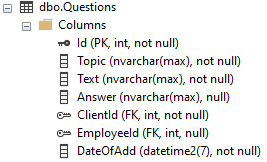 dbo.Questions
Columns
Id (PK, int, not null)
Topic (nvarchar(max), not null)
Text (nvarchar(max), not null)
Answer (nvarchar(max), null)
ClientId (FK, int, null)
EmployeeId (FK, int, null)
DateOfAdd (datetime2(7), not null)